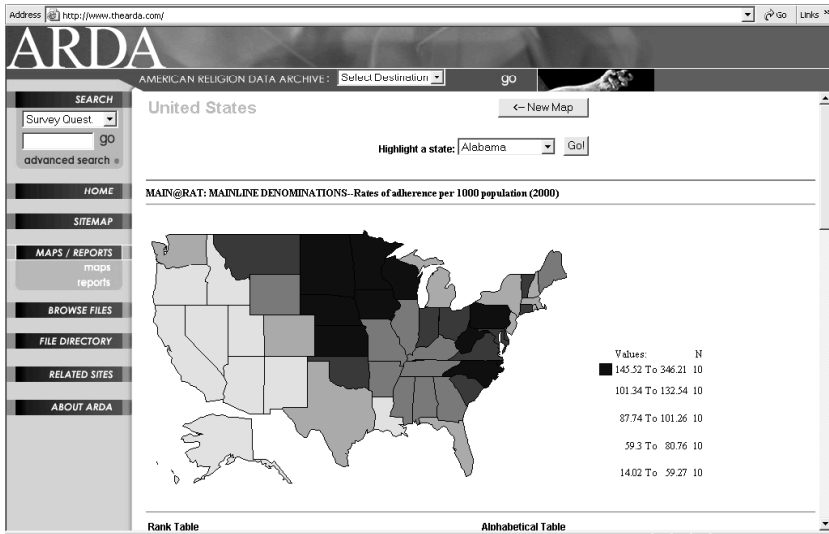 Address http://www.thearda.com/ Go Links »
ARDA
AMERICAN RELIGION DATA ARCHIVE: Select Destination go
SEARCH
Survey Quest.
go
advanced search
HOME
SITEMAP
MAPS / REPORTS
maps
reports
BROWSE FILES
FILE DIRECTORY
RELATED SITES
ABOUT ARDA
United States
<– New Map
Highlight a state: Alabama Go!
MAIN@RAT: MAINLINE DENOMINATIONS--Rates of adherence per 1000 population (2000)
Values: N
145.52 To 346.21 10
101.34 To 132.54 10
87.74 To 101.26 10
59.3 To 80.76 10
14.02 To 59.27 10
Rank Table Alphabetical Table